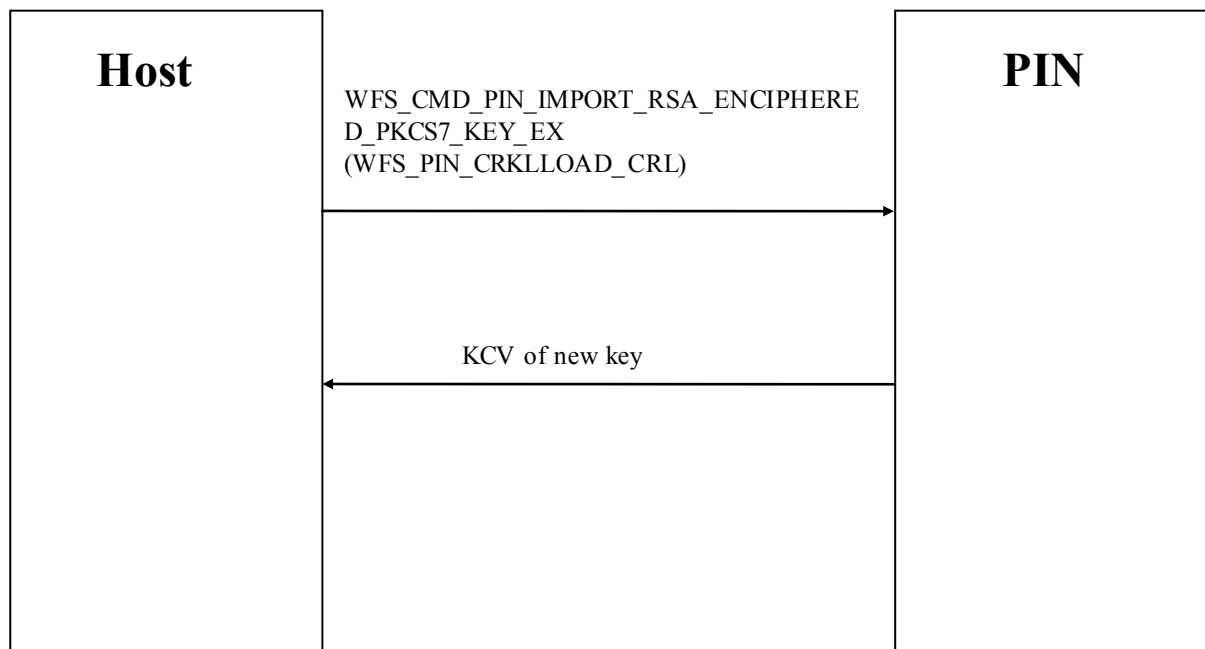 Host
PIN
WFS_CMD_PIN_IMPORT_RSA_ENCIPHERE
D_PKCS7_KEY_EX
(WFS_PIN_CRKLLOAD_CRL)
KCV of new key